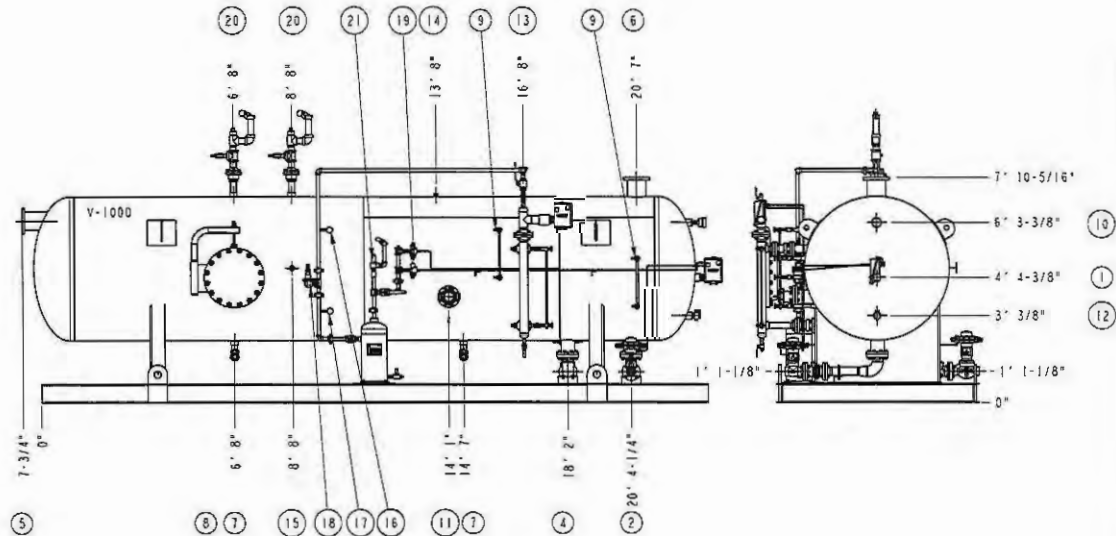 20 20 21 19 14 9 13 9 6
6' 8"
8' 8"
13' 8"
16' 8"
20' 7"
V-1000
7' 10-5/16"
6' 3-3/8" 10
4' 4-3/8" 1
3' 3/8" 12
1' 1-1/8" 1' 1-1/8"
0"
7-3/4"
0"
6' 8"
8' 8"
14' 1"
14' 7"
18' 2"
20' 4-1/4"
5 8 7 15 18 17 16 11 7 4 2